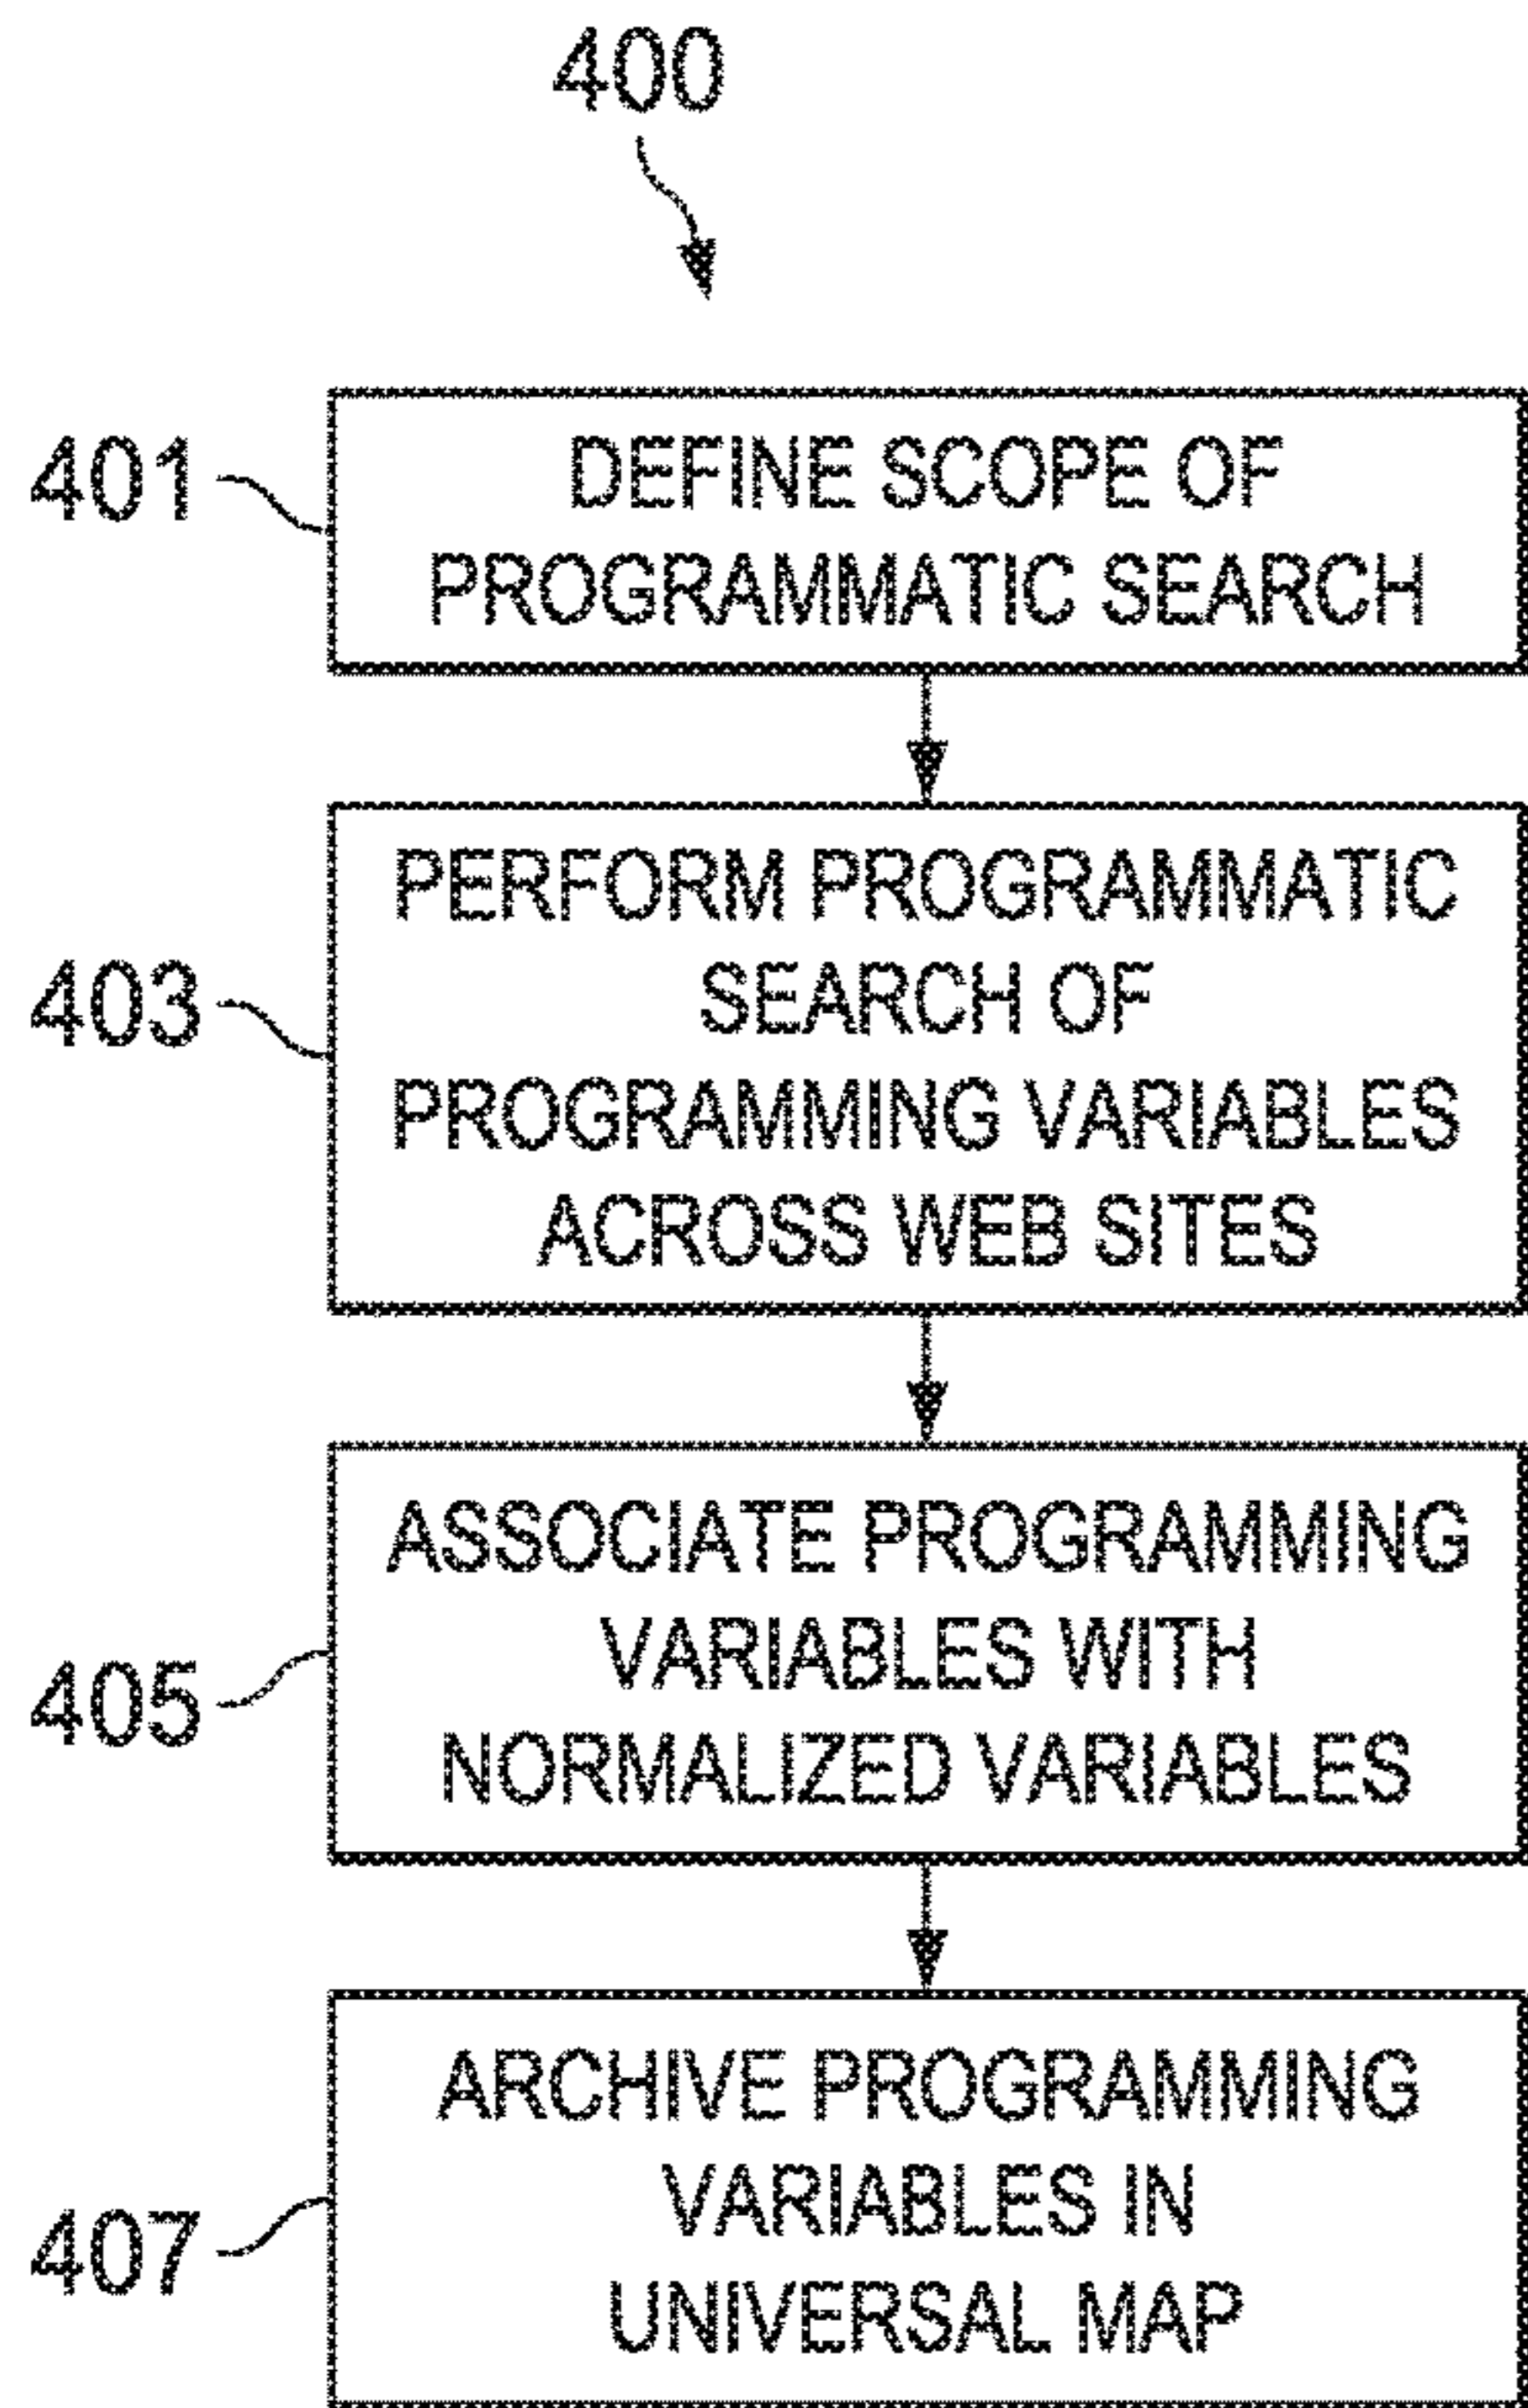 400
401
DEFINE SCOPE OF
PROGRAMMATIC SEARCH
403
PERFORM PROGRAMMATIC
SEARCH OF
PROGRAMMING VARIABLES
ACROSS WEB SITES
405
ASSOCIATE PROGRAMMING
VARIABLES WITH
NORMALIZED VARIABLES
407
ARCHIVE PROGRAMMING
VARIABLES IN
UNIVERSAL MAP